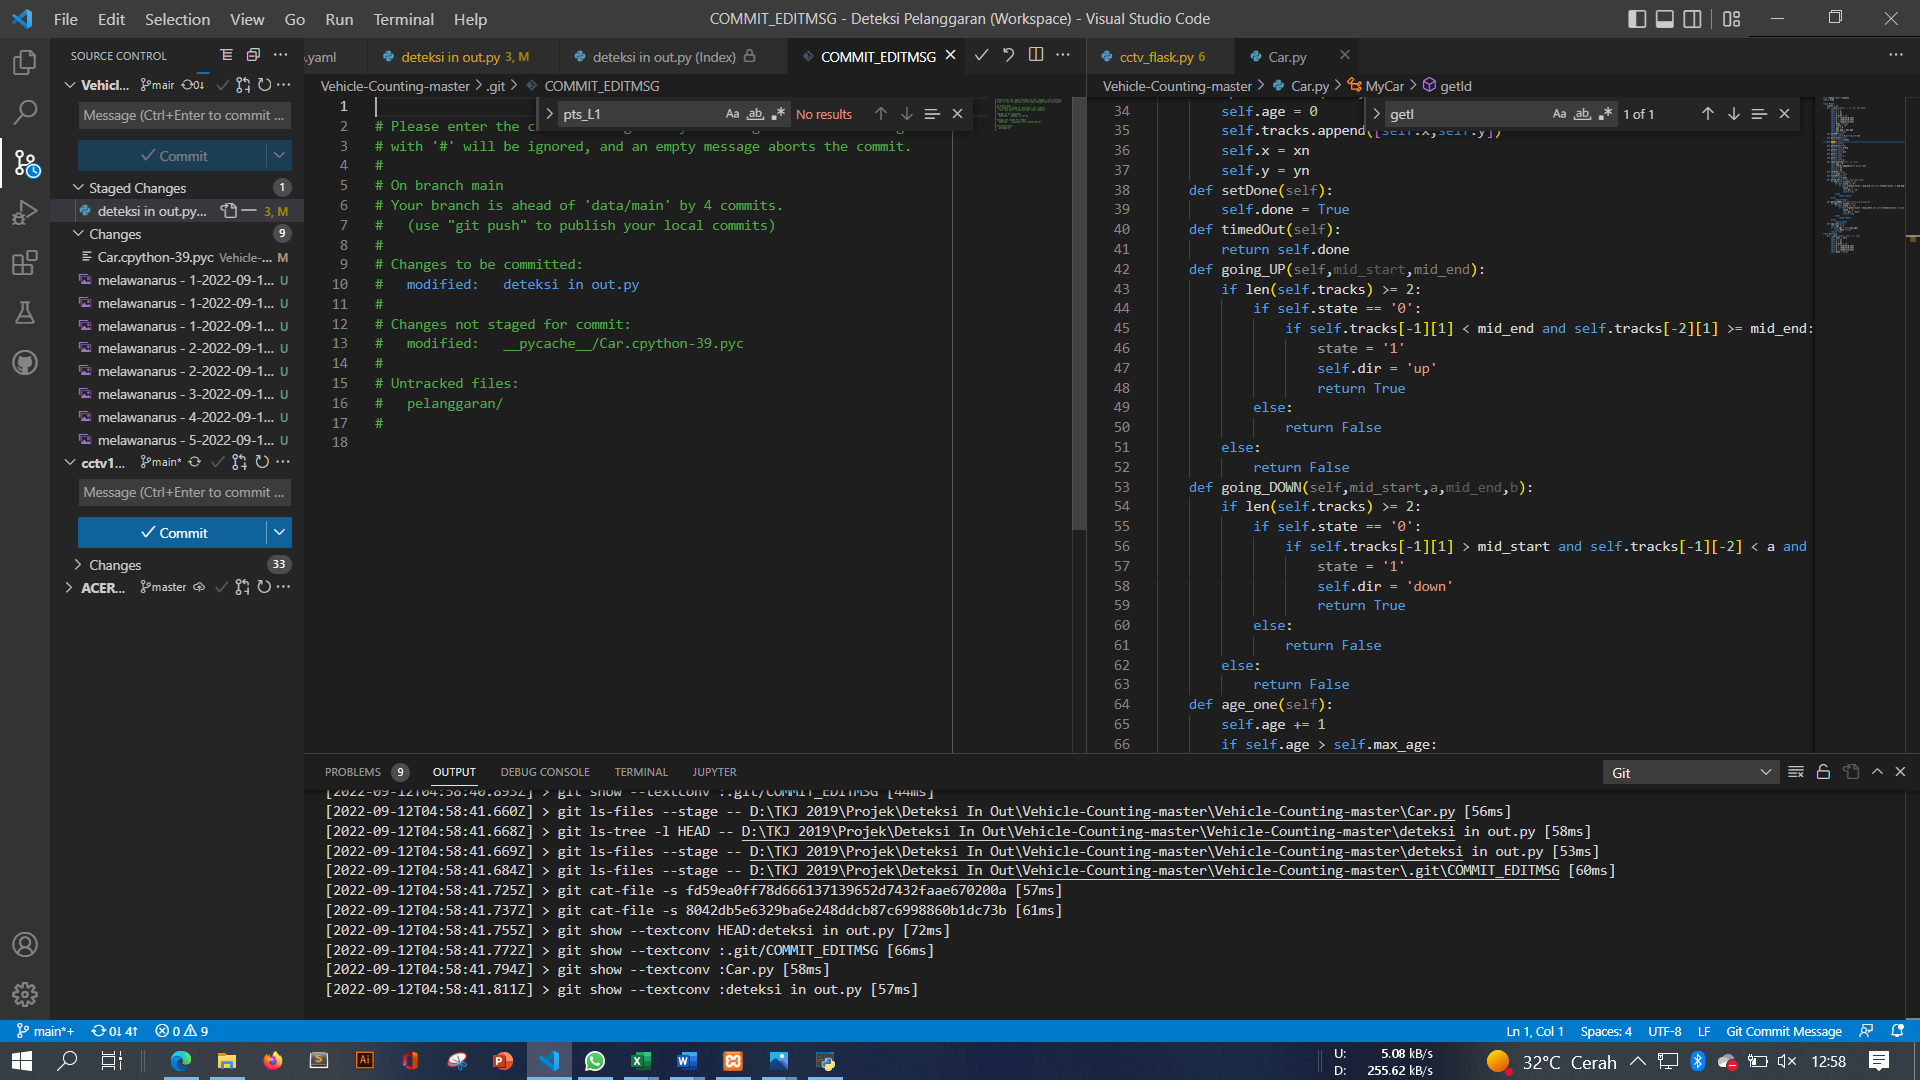 File Edit Selection View Go Run Terminal Help
COMMIT_EDITMSG - Deteksi Pelanggaran (Workspace) - Visual Studio Code
SOURCE CONTROL
Vehicl... main 0↓
Message (Ctrl+Enter to commit ...
Commit
Staged Changes 1
deteksi in out.py... 3, M
Changes 9
Car.cpython-39.pyc Vehicle-... M
melawanarus - 1-2022-09-1... U
melawanarus - 1-2022-09-1... U
melawanarus - 1-2022-09-1... U
melawanarus - 2-2022-09-1... U
melawanarus - 2-2022-09-1... U
melawanarus - 3-2022-09-1... U
melawanarus - 4-2022-09-1... U
melawanarus - 5-2022-09-1... U
cctv1... main*
Message (Ctrl+Enter to commit ...
Commit
Changes 33
ACER... master
.yaml deteksi in out.py 3, M deteksi in out.py (Index) COMMIT_EDITMSG
Vehicle-Counting-master > .git > COMMIT_EDITMSG
pts_L1 Aa ab .* No results
1
2 # Please enter the c
3 # with '#' will be ignored, and an empty message aborts the commit.
4 #
5 # On branch main
6 # Your branch is ahead of 'data/main' by 4 commits.
7 #   (use "git push" to publish your local commits)
8 #
9 # Changes to be committed:
10 #   modified:   deteksi in out.py
11 #
12 # Changes not staged for commit:
13 #   modified:   __pycache__/Car.cpython-39.pyc
14 #
15 # Untracked files:
16 #   pelanggaran/
17 #
18
cctv_flask.py 6 Car.py
Vehicle-Counting-master > Car.py > MyCar > getId
getI Aa ab .* 1 of 1
34 self.age = 0
35 self.tracks.append([self.x,self.y])
36 self.x = xn
37 self.y = yn
38 def setDone(self):
39 self.done = True
40 def timedOut(self):
41 return self.done
42 def going_UP(self,mid_start,mid_end):
43 if len(self.tracks) >= 2:
44 if self.state == '0':
45 if self.tracks[-1][1] < mid_end and self.tracks[-2][1] >= mid_end:
46 state = '1'
47 self.dir = 'up'
48 return True
49 else:
50 return False
51 else:
52 return False
53 def going_DOWN(self,mid_start,a,mid_end,b):
54 if len(self.tracks) >= 2:
55 if self.state == '0':
56 if self.tracks[-1][1] > mid_start and self.tracks[-1][-2] < a and
57 state = '1'
58 self.dir = 'down'
59 return True
60 else:
61 return False
62 else:
63 return False
64 def age_one(self):
65 self.age += 1
66 if self.age > self.max_age:
PROBLEMS 9 OUTPUT DEBUG CONSOLE TERMINAL JUPYTER Git
[2022-09-12T04:58:40.893Z] > git show --textconv :.git/COMMIT_EDITMSG [44ms]
[2022-09-12T04:58:41.660Z] > git ls-files --stage -- D:\TKJ 2019\Projek\Deteksi In Out\Vehicle-Counting-master\Vehicle-Counting-master\Car.py [56ms]
[2022-09-12T04:58:41.668Z] > git ls-tree -l HEAD -- D:\TKJ 2019\Projek\Deteksi In Out\Vehicle-Counting-master\Vehicle-Counting-master\deteksi in out.py [58ms]
[2022-09-12T04:58:41.669Z] > git ls-files --stage -- D:\TKJ 2019\Projek\Deteksi In Out\Vehicle-Counting-master\Vehicle-Counting-master\deteksi in out.py [53ms]
[2022-09-12T04:58:41.684Z] > git ls-files --stage -- D:\TKJ 2019\Projek\Deteksi In Out\Vehicle-Counting-master\Vehicle-Counting-master\.git\COMMIT_EDITMSG [60ms]
[2022-09-12T04:58:41.725Z] > git cat-file -s fd59ea0ff78d666137139652d7432faae670200a [57ms]
[2022-09-12T04:58:41.737Z] > git cat-file -s 8042db5e6329ba6e248ddcb87c6998860b1dc73b [61ms]
[2022-09-12T04:58:41.755Z] > git show --textconv HEAD:deteksi in out.py [72ms]
[2022-09-12T04:58:41.772Z] > git show --textconv :.git/COMMIT_EDITMSG [66ms]
[2022-09-12T04:58:41.794Z] > git show --textconv :Car.py [58ms]
[2022-09-12T04:58:41.811Z] > git show --textconv :deteksi in out.py [57ms]
main*+ 0↓ 4↑ 0 9 Ln 1, Col 1 Spaces: 4 UTF-8 LF Git Commit Message
U: 5.08 kB/s
D: 255.62 kB/s
32°C Cerah 12:58